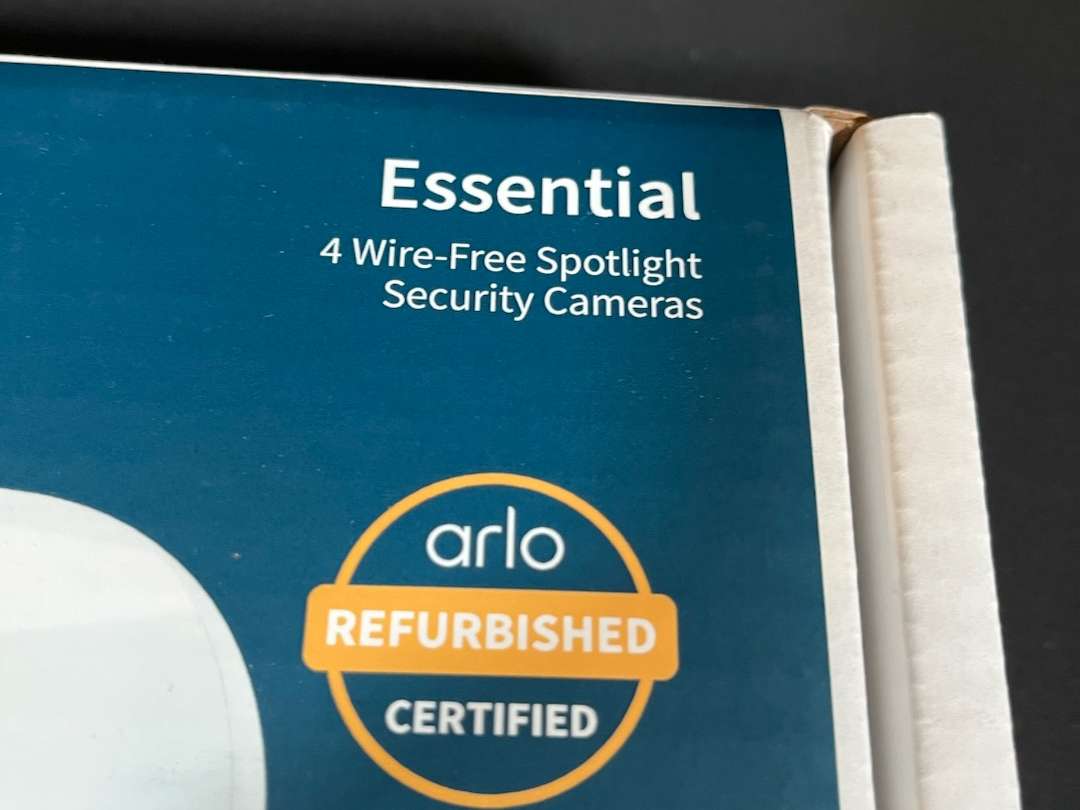 Essential
4 Wire-Free Spotlight
Security Cameras
arlo
REFURBISHED
CERTIFIED